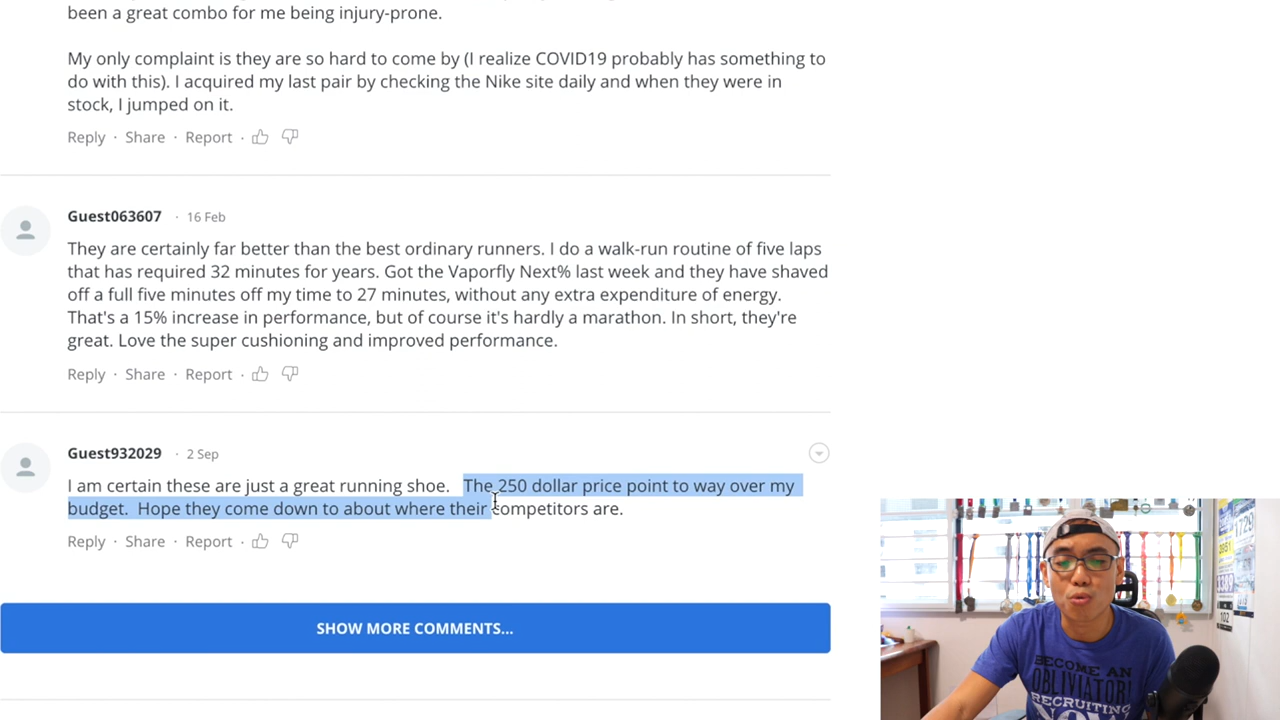 been a great combo for me being injury-prone.
My only complaint is they are so hard to come by (I realize COVID19 probably has something to
do with this). I acquired my last pair by checking the Nike site daily and when they were in
stock, I jumped on it.
Reply · Share · Report ·
Guest063607 · 16 Feb
They are certainly far better than the best ordinary runners. I do a walk-run routine of five laps
that has required 32 minutes for years. Got the Vaporfly Next% last week and they have shaved
off a full five minutes off my time to 27 minutes, without any extra expenditure of energy.
That's a 15% increase in performance, but of course it's hardly a marathon. In short, they're
great. Love the super cushioning and improved performance.
Reply · Share · Report ·
Guest932029 · 2 Sep
I am certain these are just a great running shoe. The 250 dollar price point to way over my
budget. Hope they come down to about where their competitors are.
Reply · Share · Report ·
SHOW MORE COMMENTS...
1729
BECOME AN
OBLIVIATOR!
RECRUITING
NOW
102